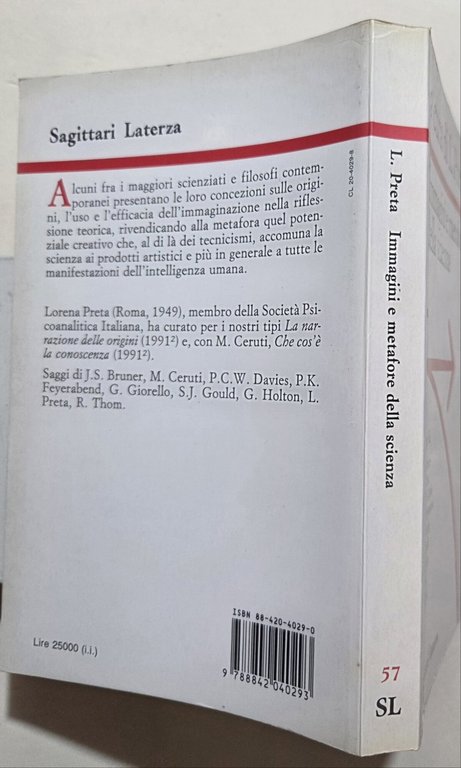 Sagittari Laterza
Alcuni fra i maggiori scienziati e filosofi contem-
poranei presentano le loro concezioni sulle origi-
ni, l'uso e l'efficacia dell'immaginazione nella rifles-
sione teorica, rivendicando alla metafora quel poten-
ziale creativo che, al di là dei tecnicismi, accomuna la
scienza ai prodotti artistici e più in generale a tutte le
manifestazioni dell'intelligenza umana.
Lorena Preta (Roma, 1949), membro della Società Psi-
coanalitica Italiana, ha curato per i nostri tipi La nar-
razione delle origini (1991²) e, con M. Ceruti, Che cos'è
la conoscenza (1991²).
Saggi di J.S. Bruner, M. Ceruti, P.C.W. Davies, P.K.
Feyerabend, G. Giorello, S.J. Gould, G. Holton, L.
Preta, R. Thom.
Lire 25000 (i.i.)
ISBN 88-420-4029-0
9 788842 040293
CL 20-4029-8
L. Preta Immagini e metafore della scienza
57
SL